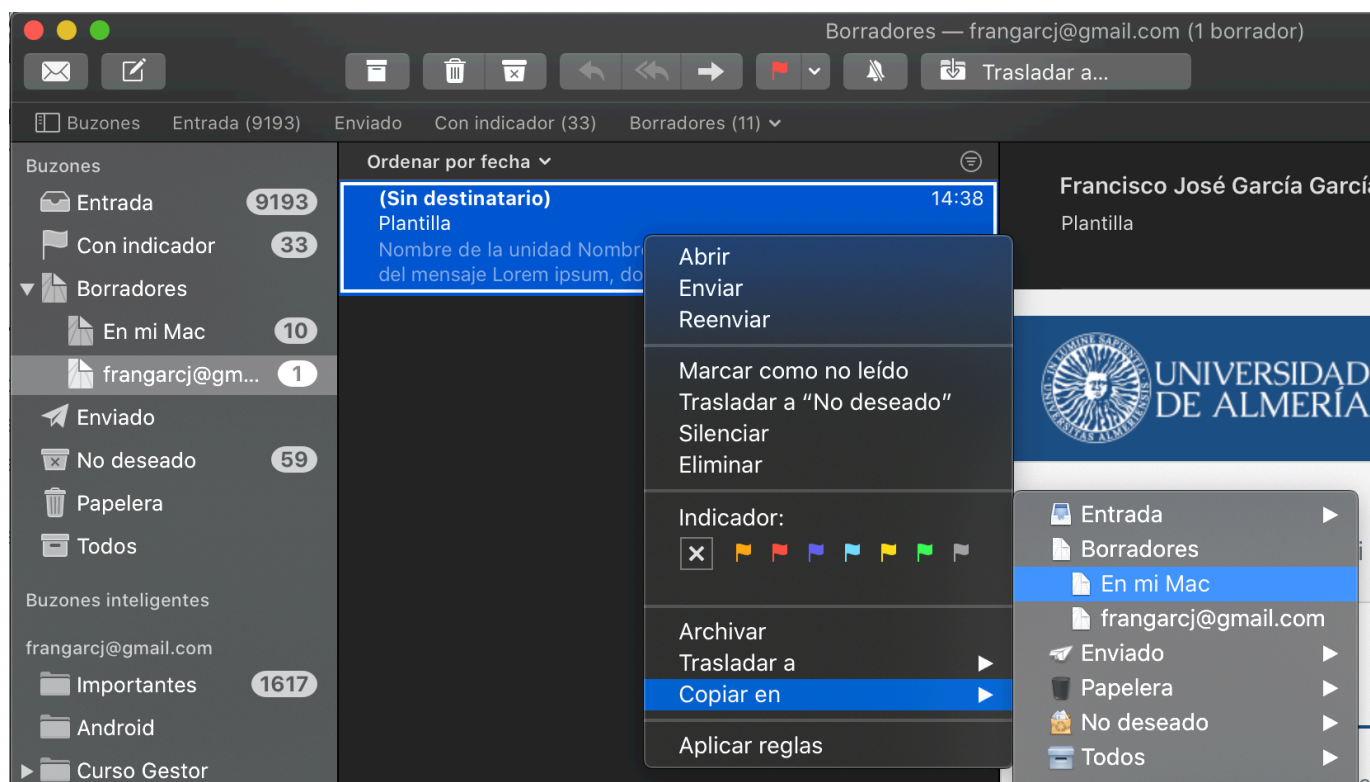 Borradores — frangarcj@gmail.com (1 borrador)
Trasladar a...
Buzones Entrada (9193) Enviado Con indicador (33) Borradores (11)
Buzones
Entrada 9193
Con indicador 33
Borradores
En mi Mac 10
frangarcj@gm... 1
Enviado
No deseado 59
Papelera
Todos
Buzones inteligentes
frangarcj@gmail.com
Importantes 1617
Android
Curso Gestor
Ordenar por fecha
(Sin destinatario) 14:38
Plantilla
Nombre de la unidad
del mensaje Lorem ipsum,
Abrir
Enviar
Reenviar
Marcar como no leído
Trasladar a “No deseado”
Silenciar
Eliminar
Indicador:
Archivar
Trasladar a
Copiar en
Aplicar reglas
Entrada
Borradores
En mi Mac
frangarcj@gmail.com
Enviado
Papelera
No deseado
Todos
Francisco José García
Plantilla
UNIVERSIDAD
DE ALMERÍA